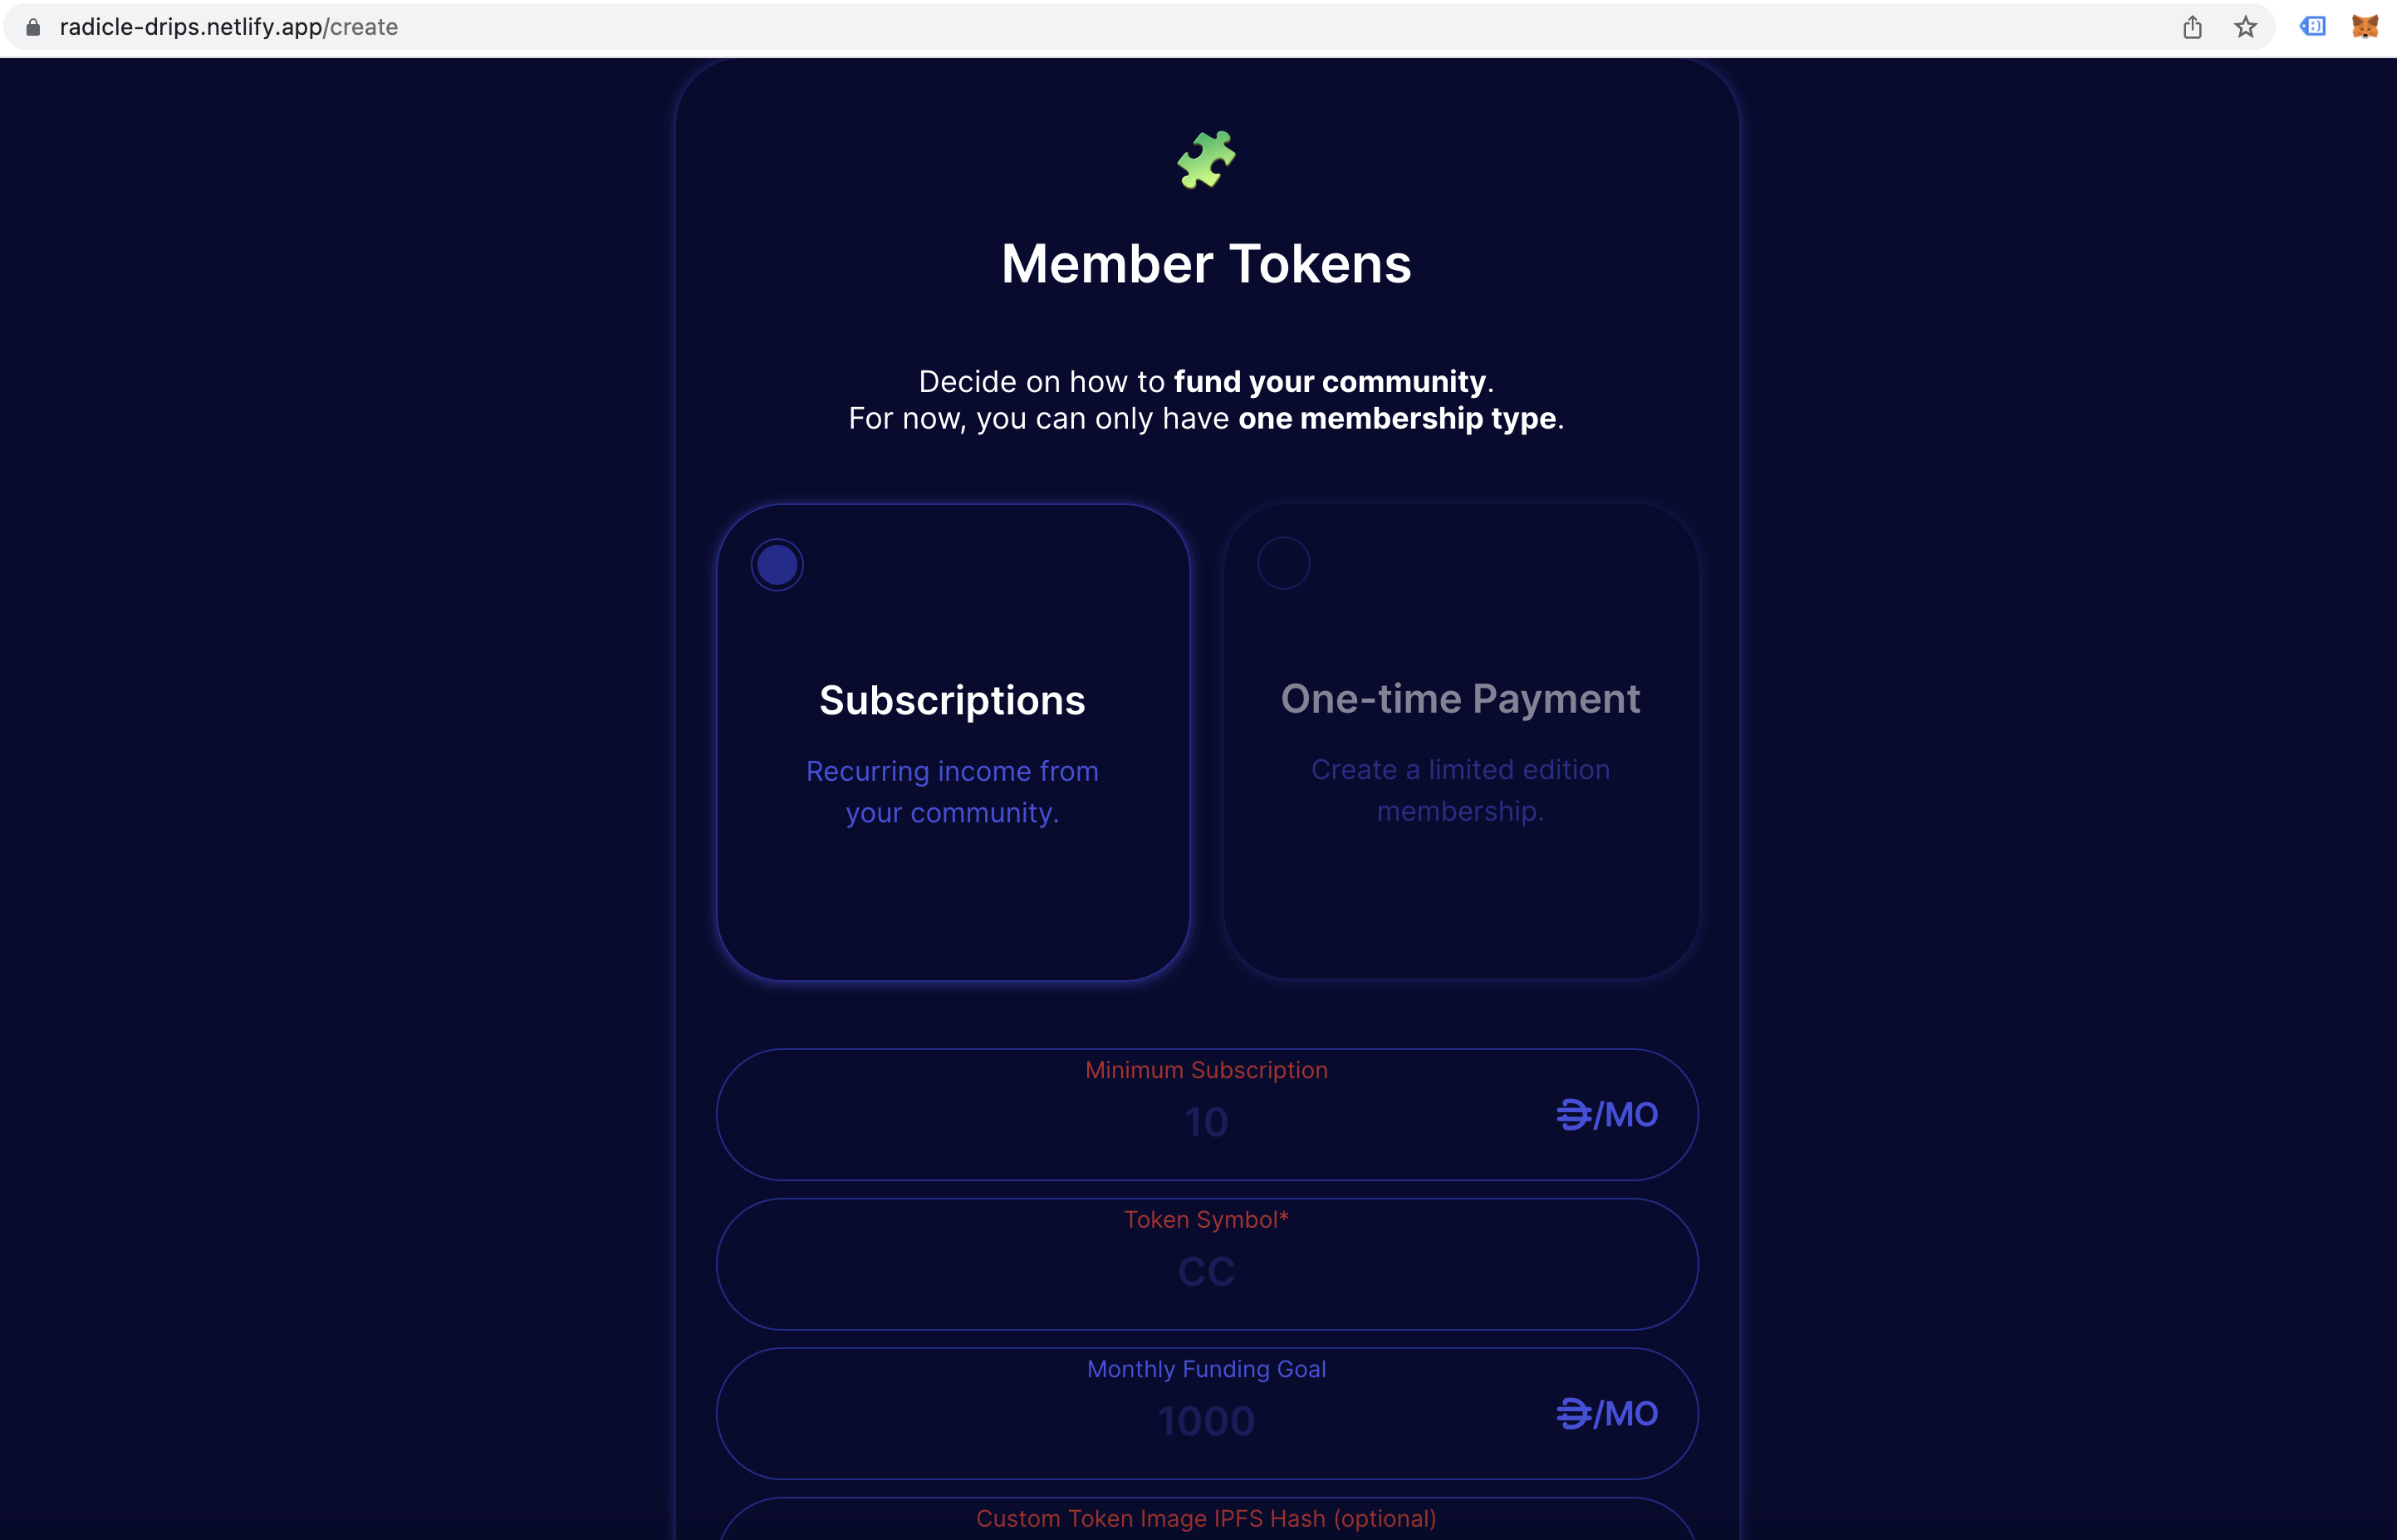 radicle-drips.netlify.app/create
Member Tokens
Decide on how to fund your community.
For now, you can only have one membership type.
Subscriptions
Recurring income from
your community.
One-time Payment
Create a limited edition
membership.
Minimum Subscription
10
/MO
Token Symbol*
CC
Monthly Funding Goal
1000
/MO
Custom Token Image IPFS Hash (optional)